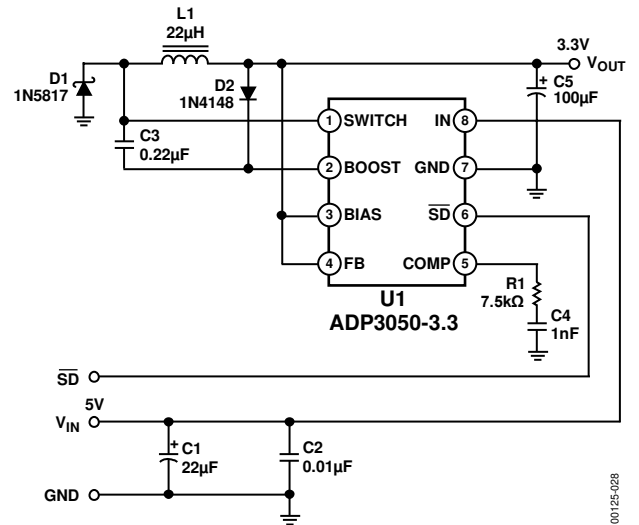 L1
22µH
3.3V
VOUT
D1
1N5817
D2
1N4148
C5
100µF
+
1 SWITCH IN 8
C3
0.22µF
2 BOOST GND 7
3 BIAS SD 6
4 FB COMP 5
R1
7.5kΩ
U1
ADP3050-3.3
C4
1nF
SD
5V
VIN
+ C1
22µF
C2
0.01µF
GND
00125-028